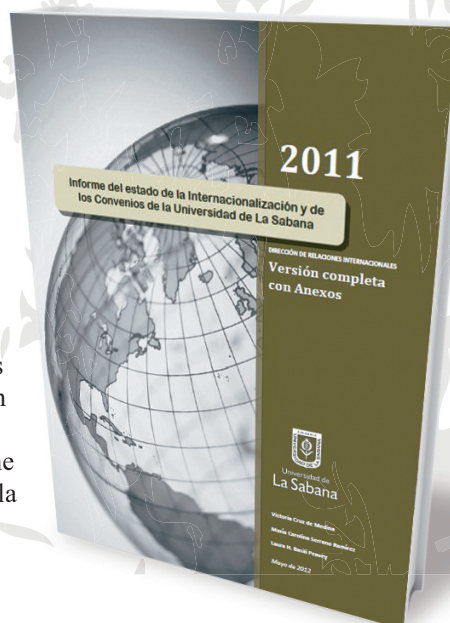 2011
Informe del estado de la Internacionalización y de
los Convenios de la Universidad de La Sabana
DIRECCIÓN DE RELACIONES INTERNACIONALES
Versión completa
con Anexos
Universidad de
La Sabana
Victoria Cruz de Medina
María Carolina Serrano Ramírez
Laura H.
Mayo de 2012
la